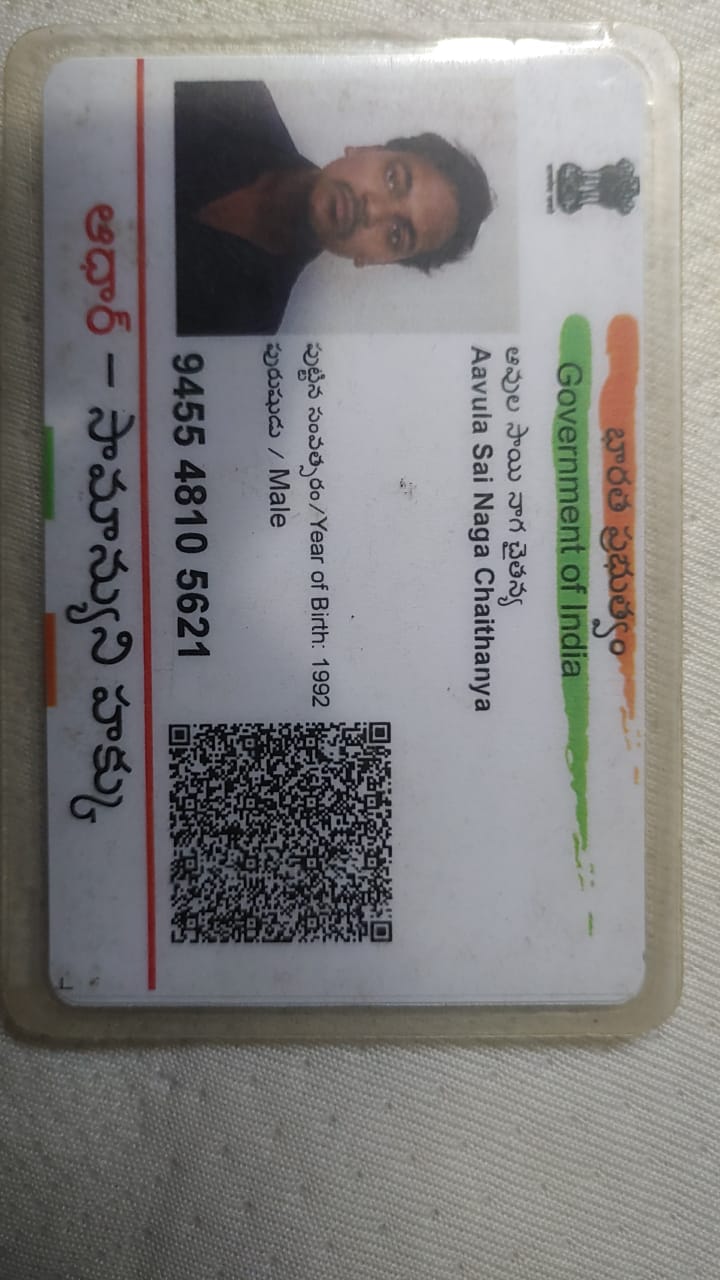 భారత ప్రభుత్వం
Government of India
ఆవుల సాయి నాగ చైతన్య
Aavula Sai Naga Chaithanya
పుట్టిన సంవత్సరం/Year of Birth: 1992
పురుషుడు / Male
9455 4810 5621
ఆధార్ – సామాన్యుని హక్కు